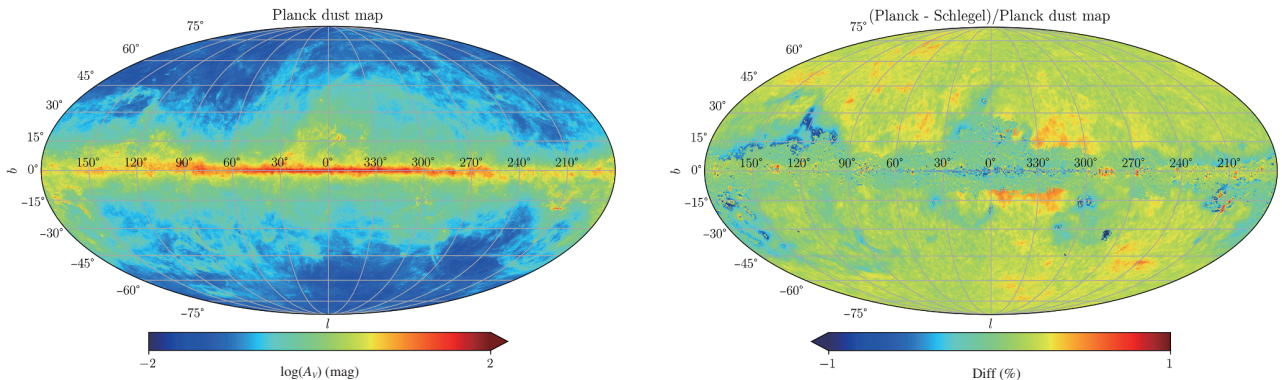 Planck dust map
75°
60°
45°
30°
15°
0°
−15°
−30°
−45°
−60°
−75°
b
150° 120° 90° 60° 30° 0° 330° 300° 270° 240° 210°
l
−2 2
log(A_V) (mag)
(Planck - Schlegel)/Planck dust map
75°
60°
45°
30°
15°
0°
−15°
−30°
−45°
−60°
−75°
b
150° 120° 90° 60° 30° 0° 330° 300° 270° 240° 210°
l
−1 1
Diff (%)